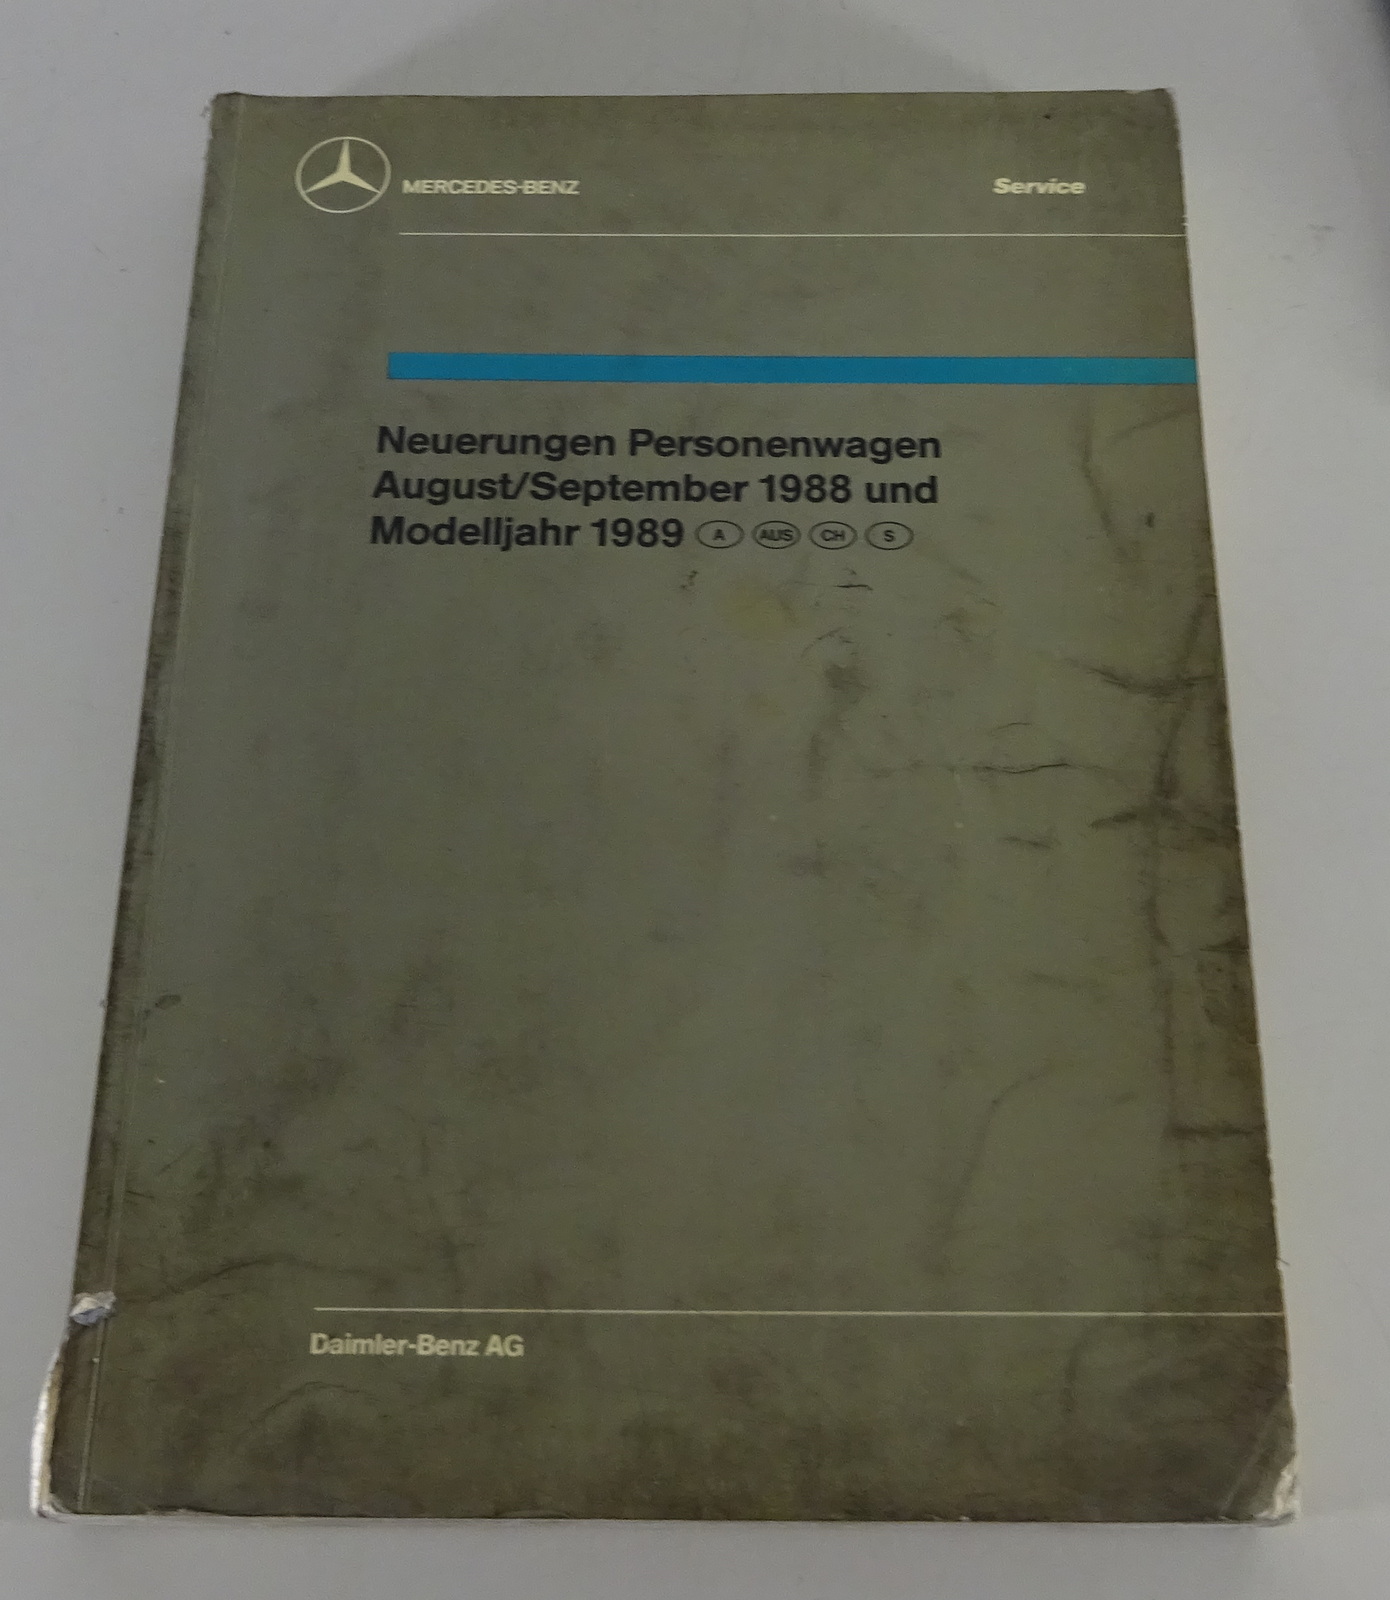 MERCEDES-BENZ
Service
Neuerungen Personenwagen
August/September 1988 und
Modelljahr 1989 A AUS CH S
Daimler-Benz AG